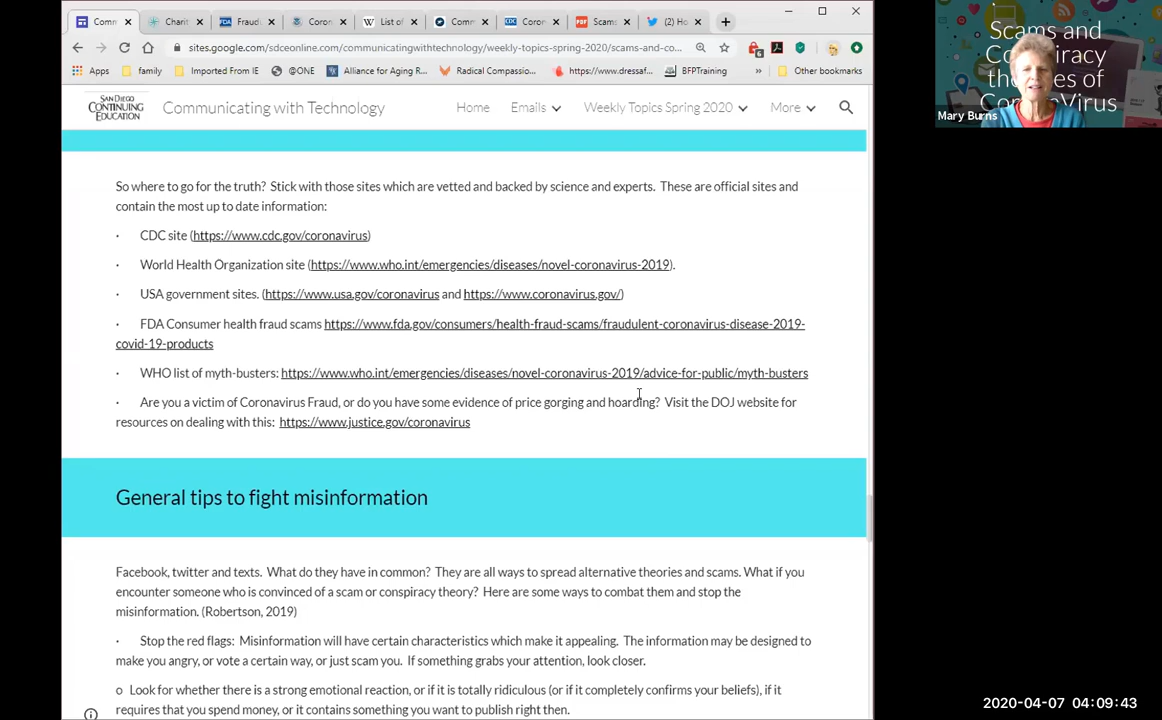 Comm
Charit
FDA
Fraudu
Coron
W
List of
Comm
CDC
Coron
PDF
Scams
(2) Ho
sites.google.com/sdceonline.com/communicatingwithtechnology/weekly-topics-spring-2020/scams-and-co...
6
Apps
family
Imported From IE
@ONE
Alliance for Aging R...
Radical Compassio...
https://www.dressaf...
BFPTraining
»
Other bookmarks
SAN DIEGO
CONTINUING
EDUCATION
Communicating with Technology
Home
Emails
Weekly Topics Spring 2020
More
So where to go for the truth? Stick with those sites which are vetted and backed by science and experts. These are official sites and
contain the most up to date information:
· CDC site (https://www.cdc.gov/coronavirus)
· World Health Organization site (https://www.who.int/emergencies/diseases/novel-coronavirus-2019).
· USA government sites. (https://www.usa.gov/coronavirus and https://www.coronavirus.gov/)
· FDA Consumer health fraud scams https://www.fda.gov/consumers/health-fraud-scams/fraudulent-coronavirus-disease-2019-
covid-19-products
· WHO list of myth-busters: https://www.who.int/emergencies/diseases/novel-coronavirus-2019/advice-for-public/myth-busters
· Are you a victim of Coronavirus Fraud, or do you have some evidence of price gorging and hoarding? Visit the DOJ website for
resources on dealing with this: https://www.justice.gov/coronavirus
General tips to fight misinformation
Facebook, twitter and texts. What do they have in common? They are all ways to spread alternative theories and scams. What if you
encounter someone who is convinced of a scam or conspiracy theory? Here are some ways to combat them and stop the
misinformation. (Robertson, 2019)
· Stop the red flags: Misinformation will have certain characteristics which make it appealing. The information may be designed to
make you angry, or vote a certain way, or just scam you. If something grabs your attention, look closer.
o Look for whether there is a strong emotional reaction, or if it is totally ridiculous (or if it completely confirms your beliefs), if it
requires that you spend money, or it contains something you want to publish right then.
Scams and
Co piracy
the es of
Co Virus
Mary Burns
2020-04-07 04:09:43